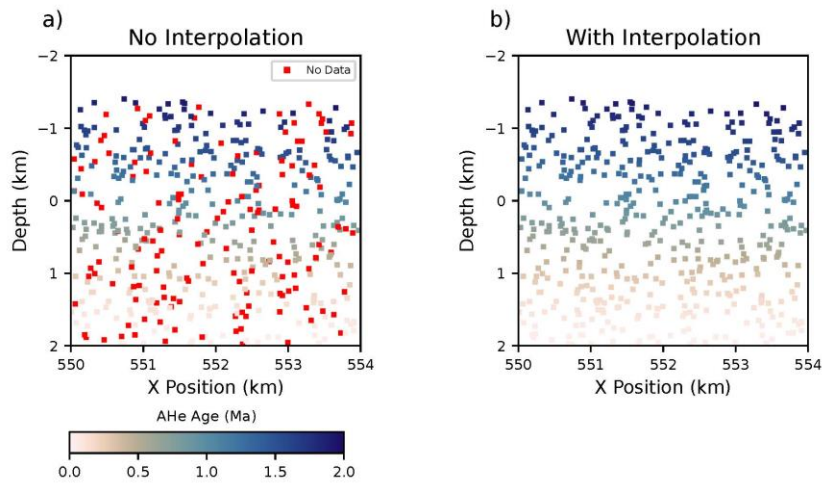 a)
No Interpolation
No Data
−2
−1
0
1
2
Depth (km)
550 551 552 553 554
X Position (km)
AHe Age (Ma)
0.0 0.5 1.0 1.5 2.0
b)
With Interpolation
−2
−1
0
1
2
Depth (km)
550 551 552 553 554
X Position (km)